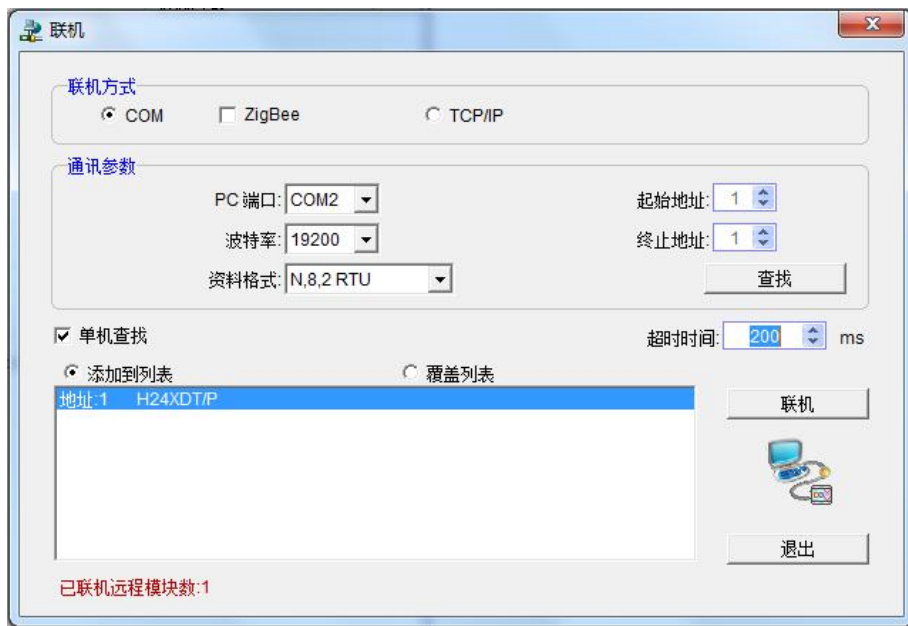 联机
联机方式
COM ZigBee TCP/IP
通讯参数
PC 端口: COM2 起始地址: 1
波特率: 19200 终止地址: 1
资料格式: N,8,2 RTU 查找
单机查找 超时时间: 200 ms
添加到列表 覆盖列表
地址:1 H24XDT/P
联机
退出
已联机远程模块数:1